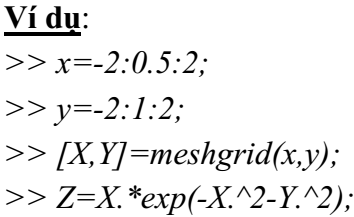 Ví dụ:
>> x=-2:0.5:2;
>> y=-2:1:2;
>> [X,Y]=meshgrid(x,y);
>> Z=X.*exp(-X.^2-Y.^2);